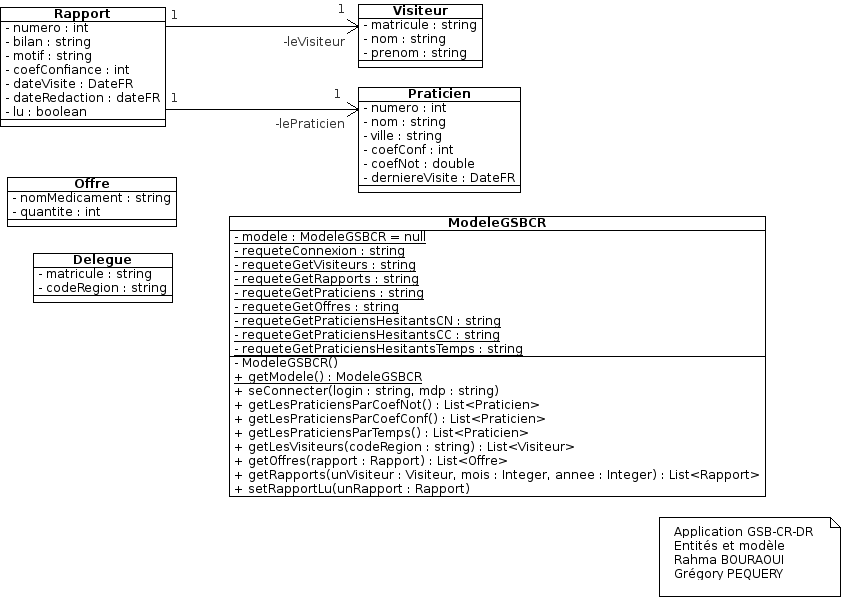 Rapport
- numero : int
- bilan : string
- motif : string
- coefConfiance : int
- dateVisite : DateFR
- dateRedaction : dateFR
- lu : boolean
1
1
-leVisiteur
Visiteur
- matricule : string
- nom : string
- prenom : string
1
1
-lePraticien
Praticien
- numero : int
- nom : string
- ville : string
- coefConf : int
- coefNot : double
- derniereVisite : DateFR
Offre
- nomMedicament : string
- quantite : int
Delegue
- matricule : string
- codeRegion : string
ModeleGSBCR
- modele : ModeleGSBCR = null
- requeteConnexion : string
- requeteGetVisiteurs : string
- requeteGetRapports : string
- requeteGetPraticiens : string
- requeteGetOffres : string
- requeteGetPraticiensHesitantsCN : string
- requeteGetPraticiensHesitantsCC : string
- requeteGetPraticiensHesitantsTemps : string
- ModeleGSBCR()
+ getModele() : ModeleGSBCR
+ seConnecter(login : string, mdp : string)
+ getLesPraticiensParCoefNot() : List<Praticien>
+ getLesPraticiensParCoefConf() : List<Praticien>
+ getLesPraticiensParTemps() : List<Praticien>
+ getLesVisiteurs(codeRegion : string) : List<Visiteur>
+ getOffres(rapport : Rapport) : List<Offre>
+ getRapports(unVisiteur : Visiteur, mois : Integer, annee : Integer) : List<Rapport>
+ setRapportLu(unRapport : Rapport)
Application GSB-CR-DR
Entités et modèle
Rahma BOURAOUI
Grégory PEQUERY